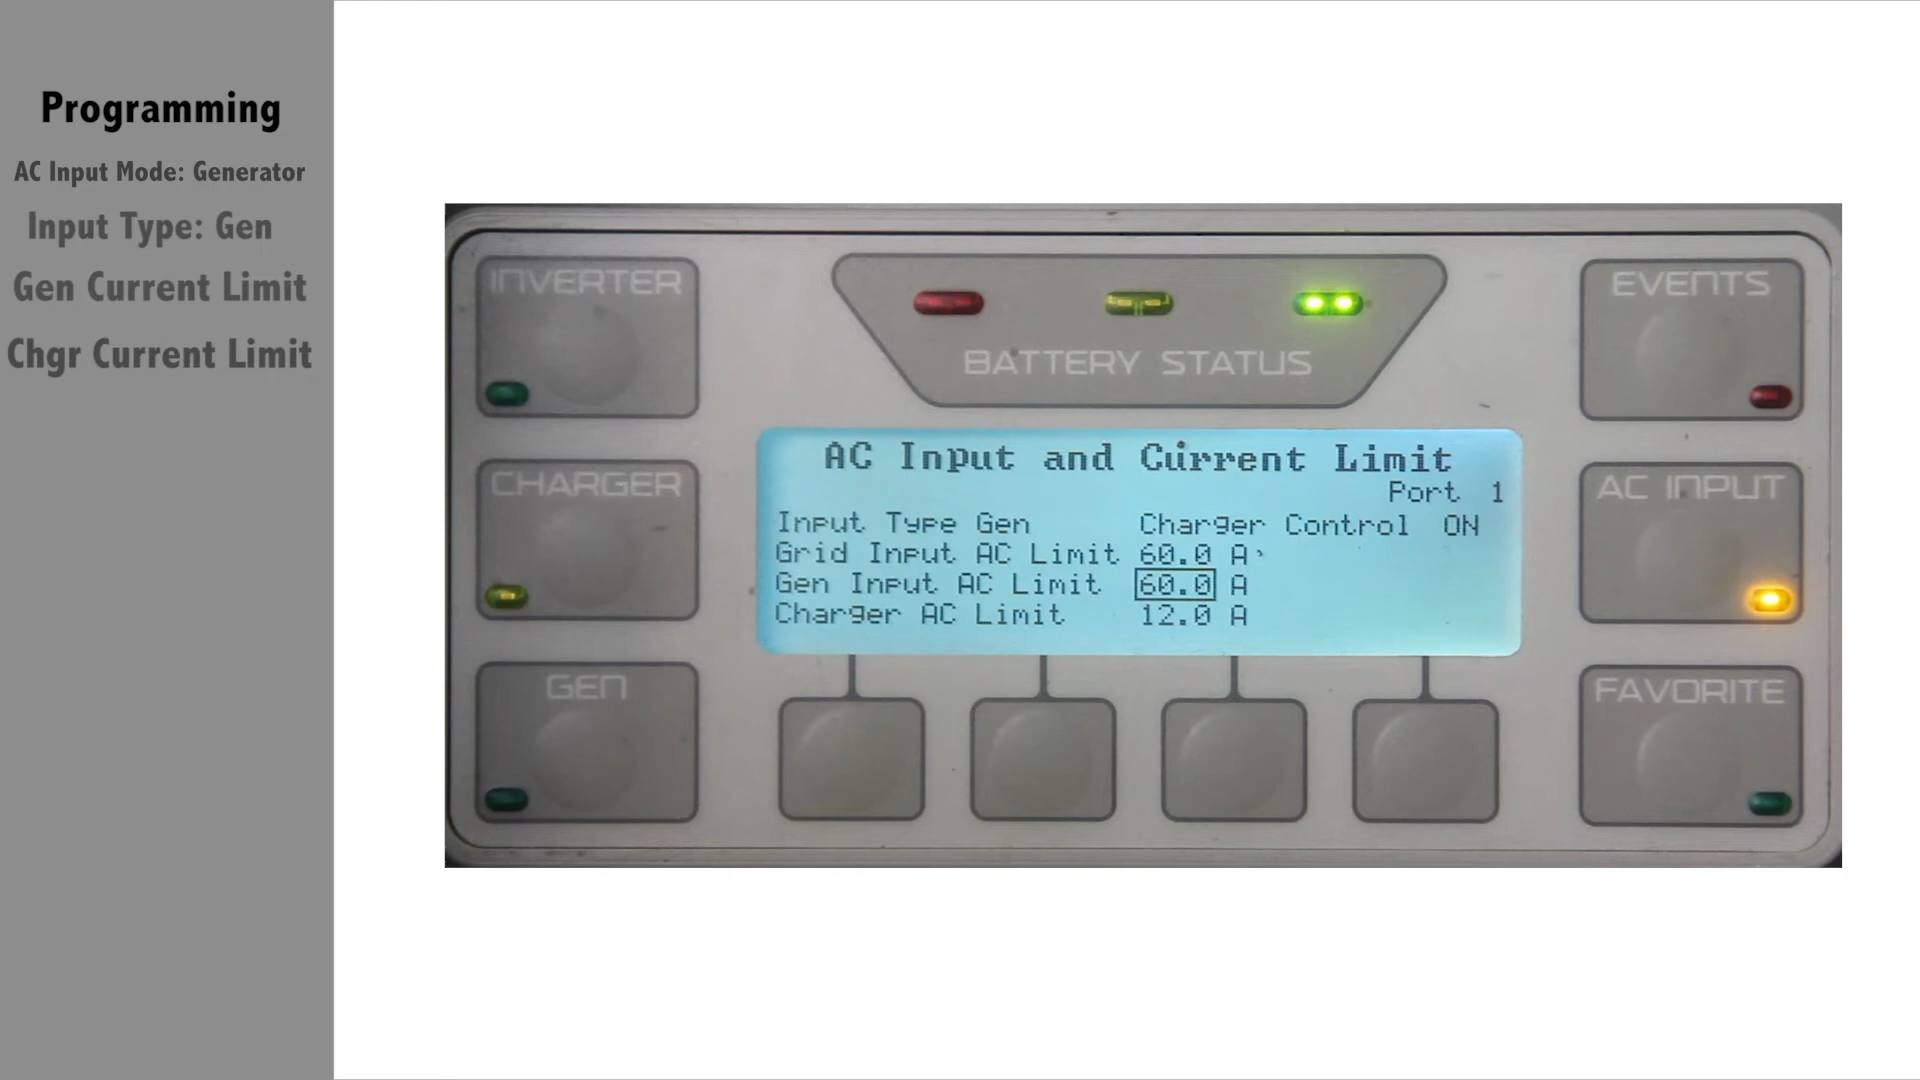 Programming
AC Input Mode: Generator
Input Type: Gen
Gen Current Limit
Chgr Current Limit
INVERTER
BATTERY STATUS
EVENTS
CHARGER
AC Input and Current Limit
Port 1
Input Type Gen Charger Control ON
Grid Input AC Limit 60.0 A
Gen Input AC Limit 60.0 A
Charger AC Limit 12.0 A
AC INPUT
GEN
FAVORITE